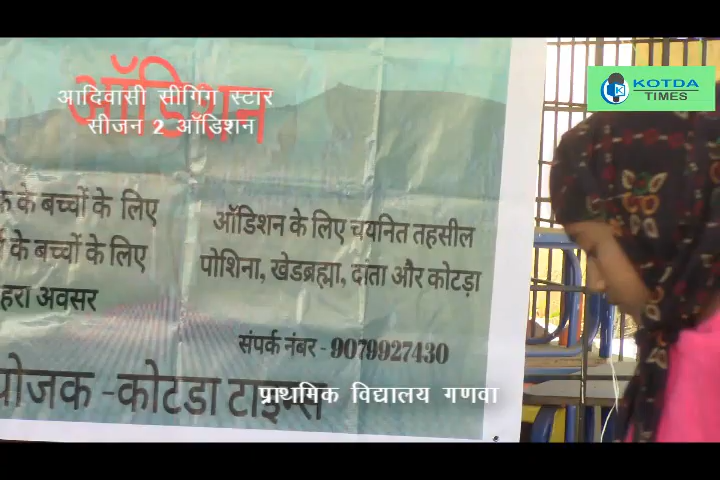 KOTDA
TIMES
ऑडिशन
आदिवासी सीगिंग स्टार
सीजन 2 ऑडिशन
के बच्चों के लिए
के बच्चों के लिए
हरा अवसर
ऑडिशन के लिए चयनित तहसील
पोशिना, खेडब्रह्मा, दाता और कोटड़ा
संपर्क नंबर - 9079927430
योजक -कोटडा टाइम्स
प्राथमिक विद्यालय गणवा